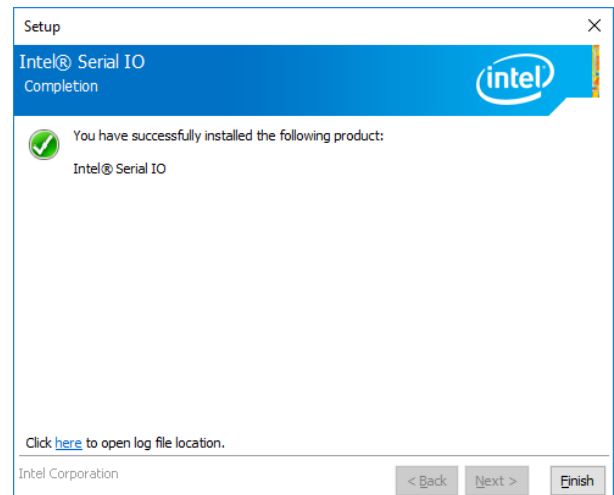 Setup
Intel® Serial IO
Completion
intel
You have successfully installed the following product:
Intel® Serial IO
Click here to open log file location.
Intel Corporation
< Back Next > Finish